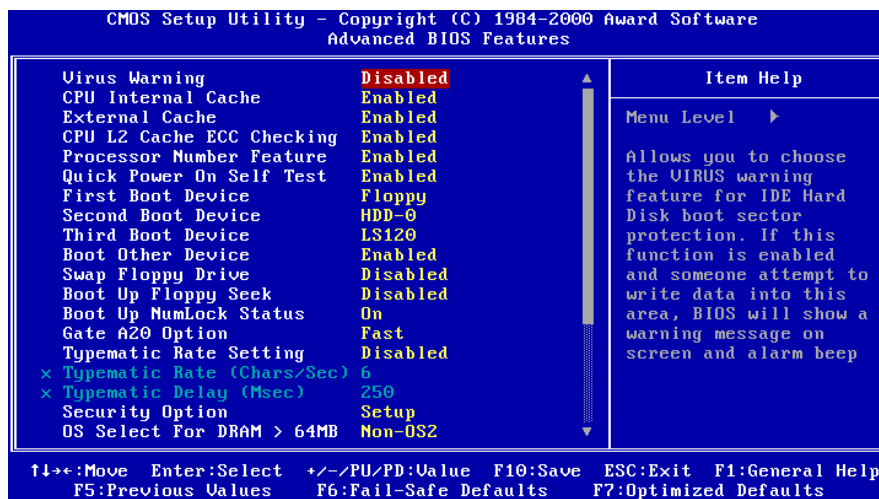 CMOS Setup Utility - Copyright (C) 1984-2000 Award Software
Advanced BIOS Features
Virus Warning Disabled
CPU Internal Cache Enabled
External Cache Enabled
CPU L2 Cache ECC Checking Enabled
Processor Number Feature Enabled
Quick Power On Self Test Enabled
First Boot Device Floppy
Second Boot Device HDD-0
Third Boot Device LS120
Boot Other Device Enabled
Swap Floppy Drive Disabled
Boot Up Floppy Seek Disabled
Boot Up NumLock Status On
Gate A20 Option Fast
Typematic Rate Setting Disabled
x Typematic Rate (Chars/Sec) 6
x Typematic Delay (Msec) 250
Security Option Setup
OS Select For DRAM > 64MB Non-OS2
Item Help
Menu Level ▶
Allows you to choose
the VIRUS warning
feature for IDE Hard
Disk boot sector
protection. If this
function is enabled
and someone attempt to
write data into this
area, BIOS will show a
warning message on
screen and alarm beep
↑↓→←:Move Enter:Select +/-/PU/PD:Value F10:Save ESC:Exit F1:General Help
F5:Previous Values F6:Fail-Safe Defaults F7:Optimized Defaults